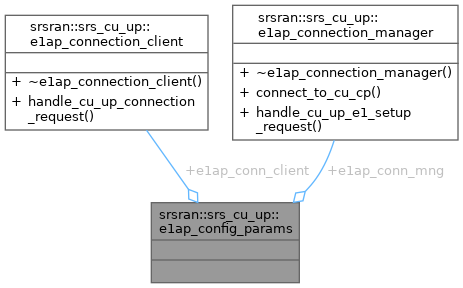 srsran::srs_cu_up::
e1ap_connection_client
+ ~e1ap_connection_client()
+ handle_cu_up_connection
_request()
srsran::srs_cu_up::
e1ap_connection_manager
+ ~e1ap_connection_manager()
+ connect_to_cu_cp()
+ handle_cu_up_e1_setup
_request()
+e1ap_conn_client
+e1ap_conn_mng
srsran::srs_cu_up::
e1ap_config_params